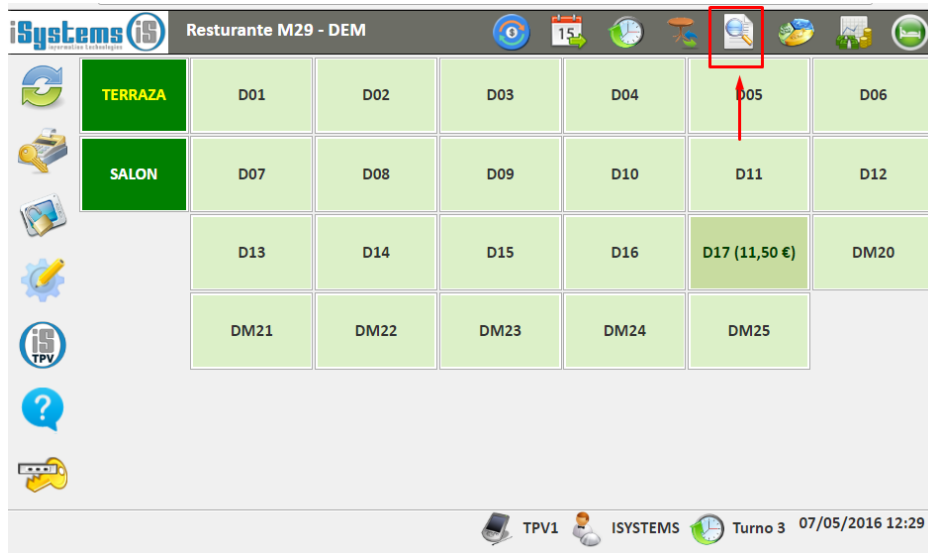 iSystems iS Resturante M29 - DEM
information technologies
15
TERRAZA D01 D02 D03 D04 D05 D06
SALON D07 D08 D09 D10 D11 D12
D13 D14 D15 D16 D17 (11,50 €) DM20
DM21 DM22 DM23 DM24 DM25
iS
TPV
?
TPV1 ISYSTEMS Turno 3 07/05/2016 12:29